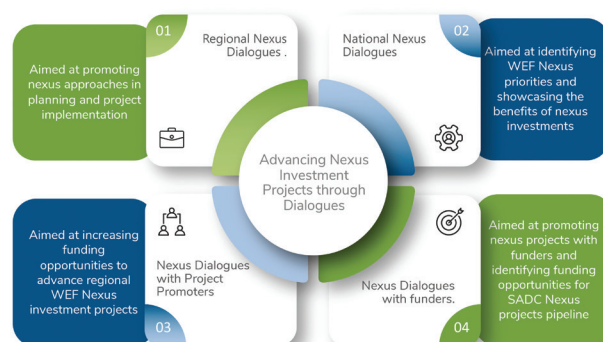 01
Regional Nexus
Dialogues .
Aimed at promoting
nexus approaches in
planning and project
implementation
National Nexus
Dialogues
02
Aimed at identifying
WEF Nexus
priorities and
showcasing the
benefits of nexus
investments
Advancing Nexus
Investment
Projects through
Dialogues
Aimed at increasing
funding
opportunities to
advance regional
WEF Nexus
investment projects
Nexus Dialogues
with Project
Promoters
03
Nexus Dialogues
with funders.
Aimed at promoting
nexus projects with
funders and
identifying funding
opportunities for
SADC Nexus
projects pipeline
04